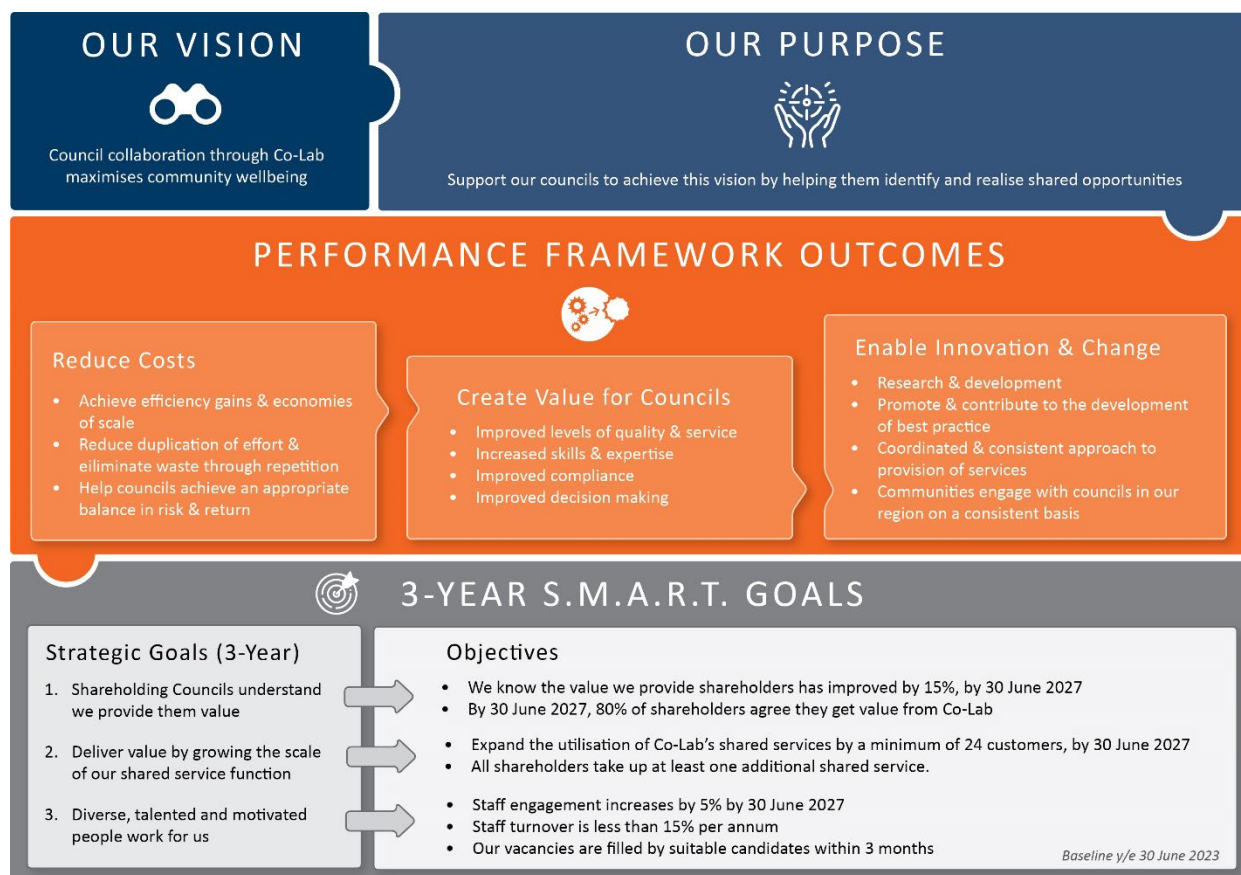 OUR VISION
Council collaboration through Co-Lab
maximises community wellbeing
OUR PURPOSE
Support our councils to achieve this vision by helping them identify and realise shared opportunities
PERFORMANCE FRAMEWORK OUTCOMES
Reduce Costs
• Achieve efficiency gains & economies
of scale
• Reduce duplication of effort &
eiliminate waste through repetition
• Help councils achieve an appropriate
balance in risk & return
Create Value for Councils
• Improved levels of quality & service
• Increased skills & expertise
• Improved compliance
• Improved decision making
Enable Innovation & Change
• Research & development
• Promote & contribute to the development
of best practice
• Coordinated & consistent approach to
provision of services
• Communities engage with councils in our
region on a consistent basis
3-YEAR S.M.A.R.T. GOALS
Strategic Goals (3-Year)
1. Shareholding Councils understand
we provide them value
2. Deliver value by growing the scale
of our shared service function
3. Diverse, talented and motivated
people work for us
Objectives
• We know the value we provide shareholders has improved by 15%, by 30 June 2027
• By 30 June 2027, 80% of shareholders agree they get value from Co-Lab
• Expand the utilisation of Co-Lab's shared services by a minimum of 24 customers, by 30 June 2027
• All shareholders take up at least one additional shared service.
• Staff engagement increases by 5% by 30 June 2027
• Staff turnover is less than 15% per annum
• Our vacancies are filled by suitable candidates within 3 months
Baseline y/e 30 June 2023